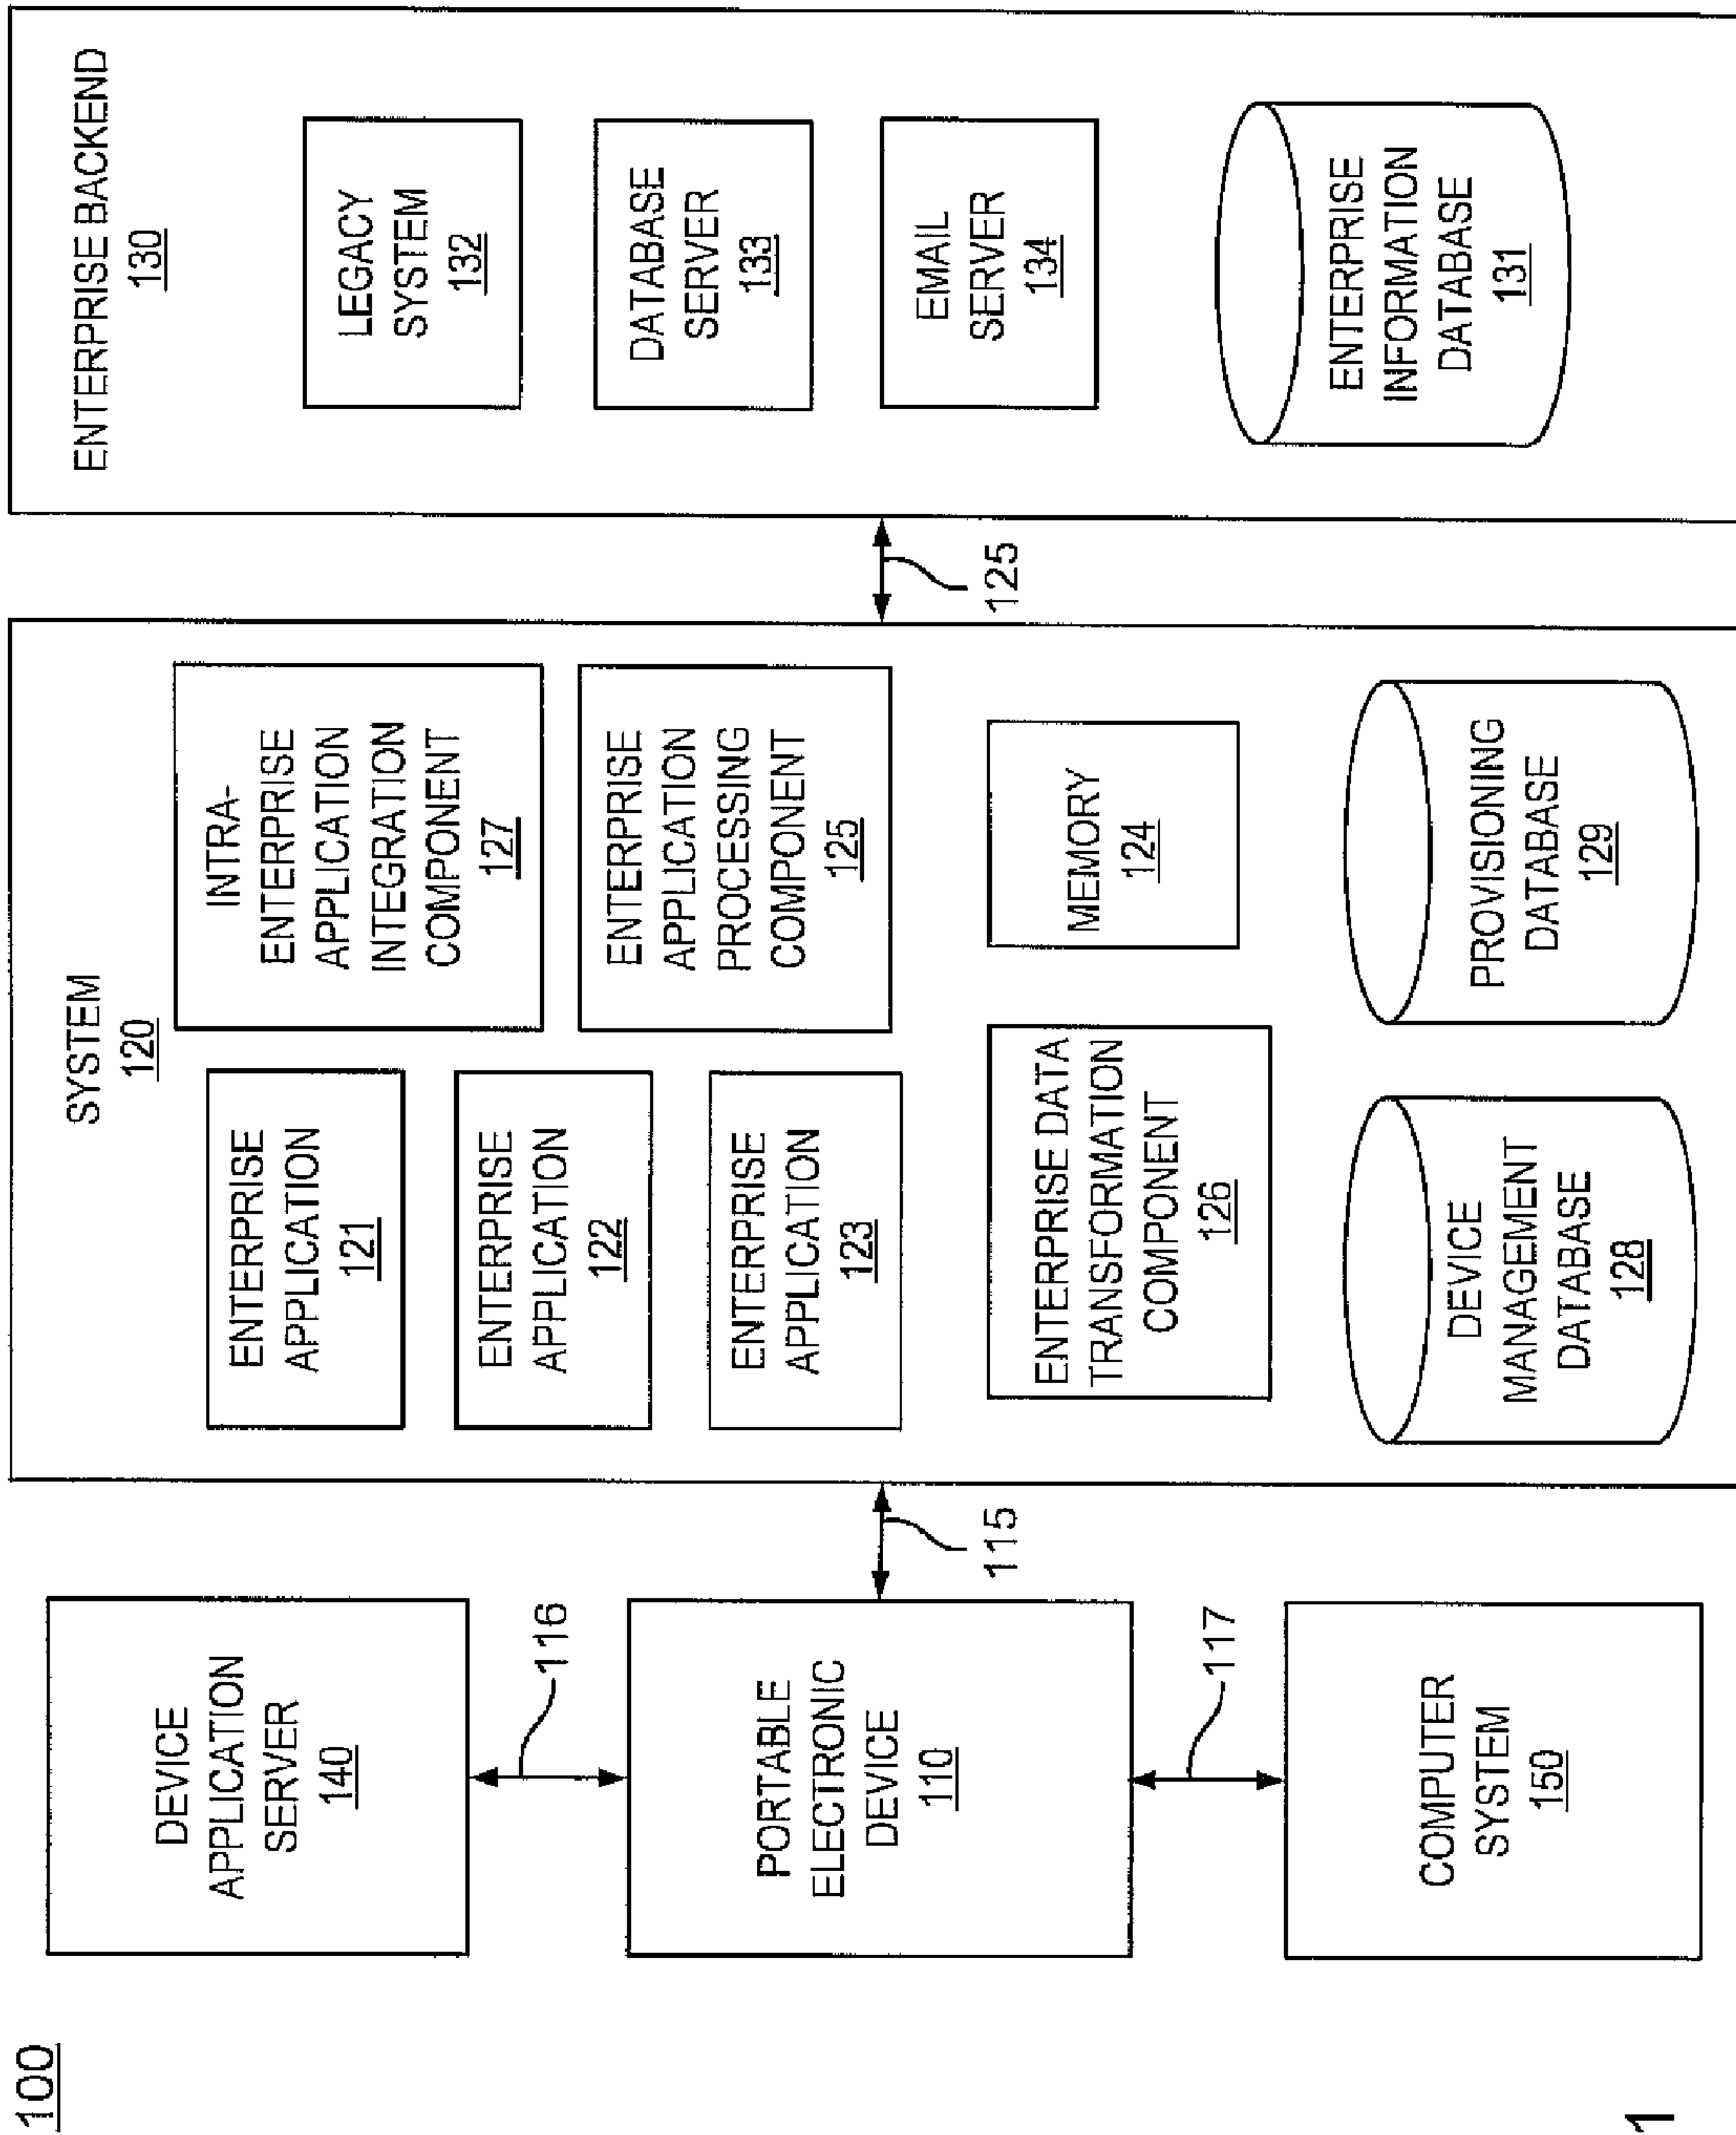 100
DEVICE
APPLICATION
SERVER
140
116
PORTABLE
ELECTRONIC
DEVICE
110
117
COMPUTER
SYSTEM
150
115
SYSTEM
120
ENTERPRISE
APPLICATION
121
ENTERPRISE
APPLICATION
122
ENTERPRISE
APPLICATION
123
INTRA-
ENTERPRISE
APPLICATION
INTEGRATION
COMPONENT
127
ENTERPRISE
APPLICATION
PROCESSING
COMPONENT
125
ENTERPRISE DATA
TRANSFORMATION
COMPONENT
126
MEMORY
124
DEVICE
MANAGEMENT
DATABASE
128
PROVISIONING
DATABASE
129
125
ENTERPRISE BACKEND
130
LEGACY
SYSTEM
132
DATABASE
SERVER
133
EMAIL
SERVER
134
ENTERPRISE
INFORMATION
DATABASE
131
1